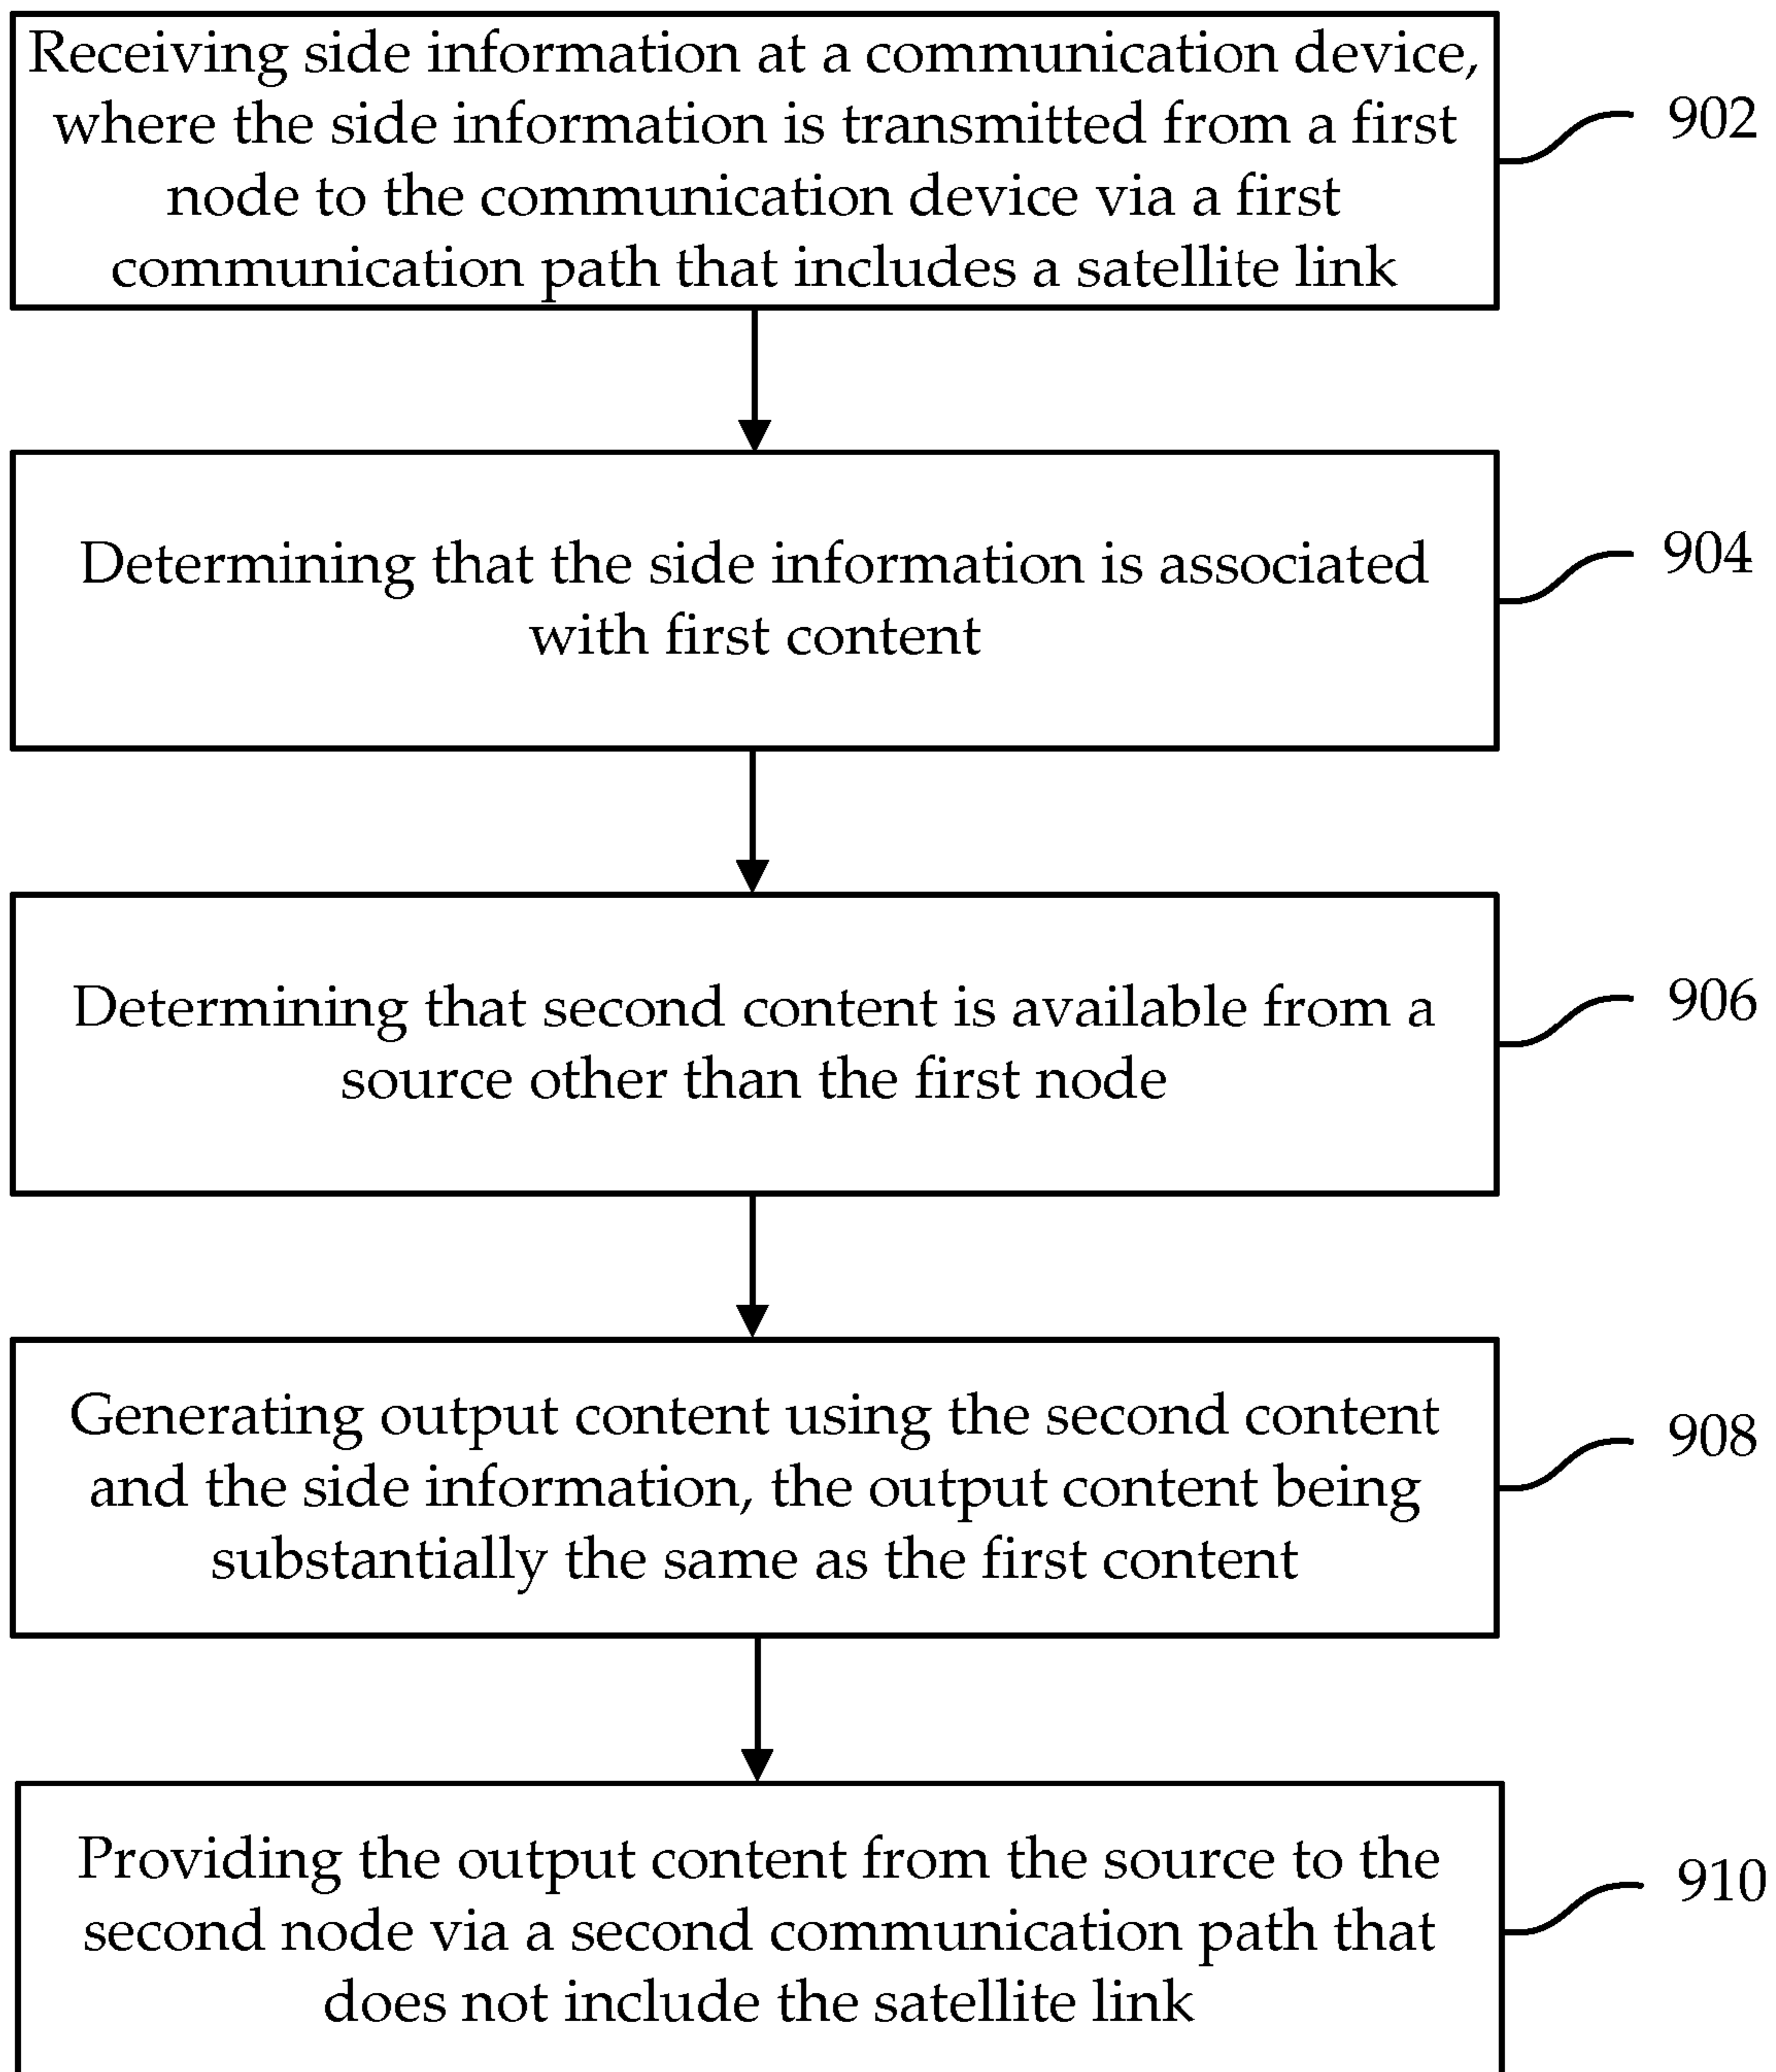 Receiving side information at a communication device,
where the side information is transmitted from a first
node to the communication device via a first
communication path that includes a satellite link
902
Determining that the side information is associated
with first content
904
Determining that second content is available from a
source other than the first node
906
Generating output content using the second content
and the side information, the output content being
substantially the same as the first content
908
Providing the output content from the source to the
second node via a second communication path that
does not include the satellite link
910